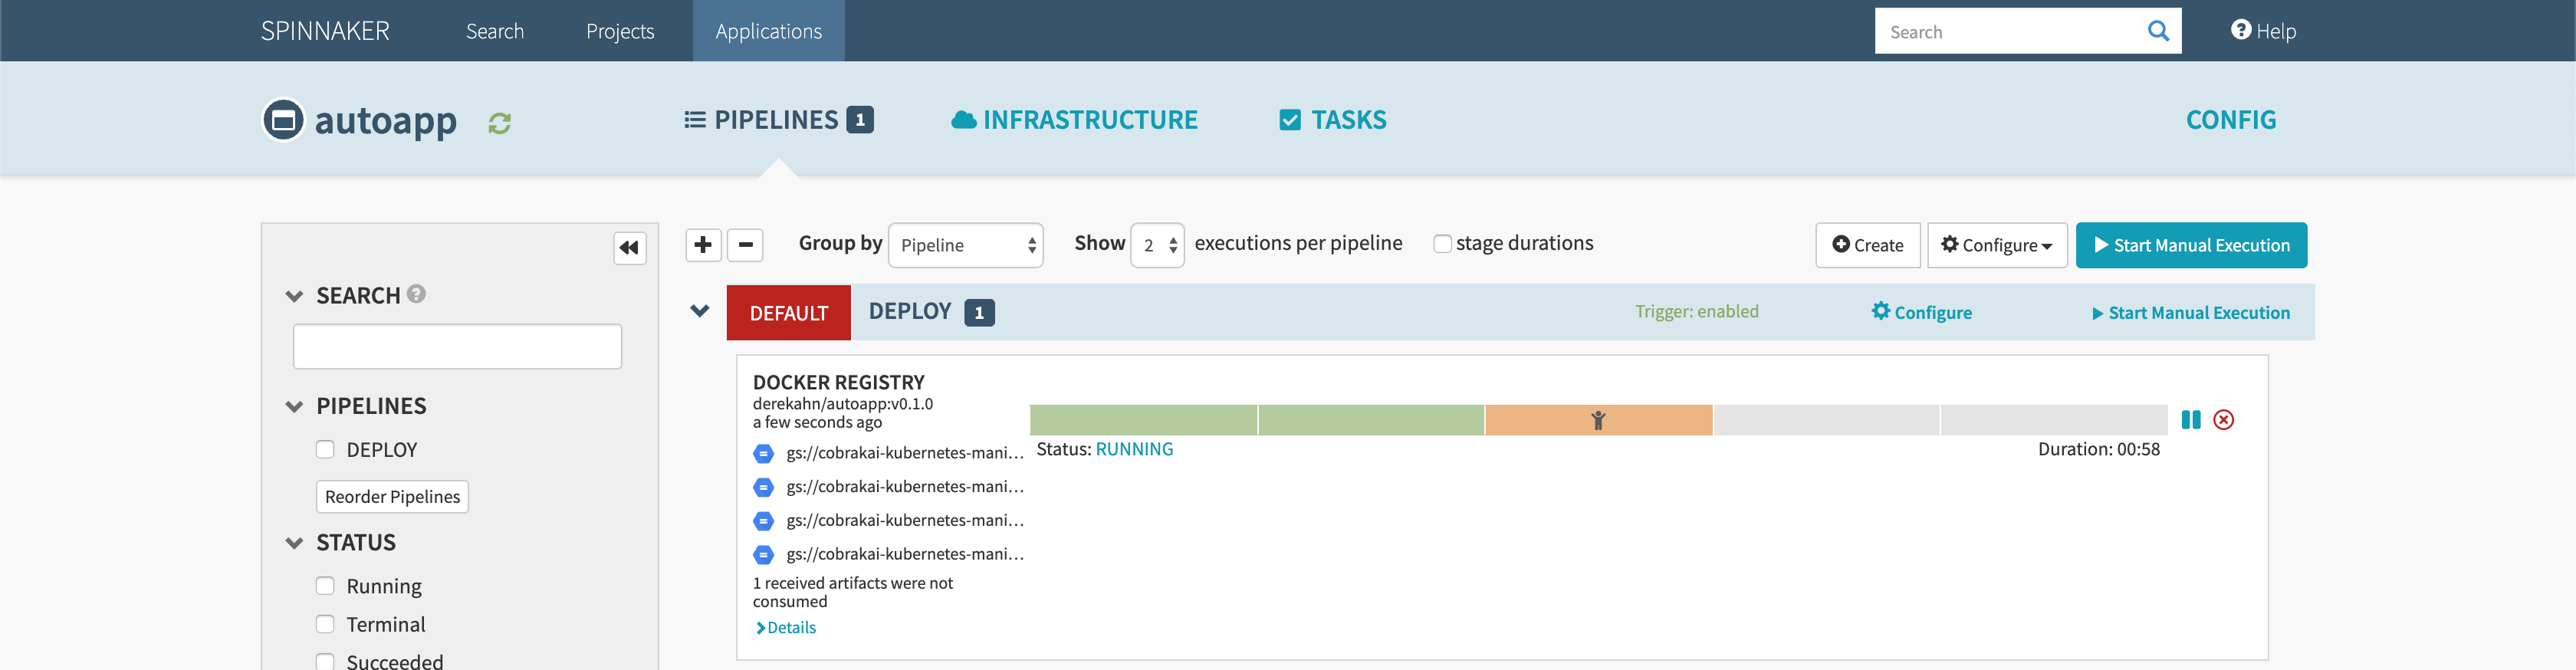 SPINNAKER Search Projects Applications Search Help
autoapp PIPELINES 1 INFRASTRUCTURE TASKS CONFIG
Group by Pipeline Show 2 executions per pipeline stage durations Create Configure Start Manual Execution
SEARCH
PIPELINES
DEPLOY
Reorder Pipelines
STATUS
Running
Terminal
Succeeded
DEFAULT DEPLOY 1 Trigger: enabled Configure Start Manual Execution
DOCKER REGISTRY
derekahn/autoapp:v0.1.0
a few seconds ago
gs://cobrakai-kubernetes-mani...
gs://cobrakai-kubernetes-mani...
gs://cobrakai-kubernetes-mani...
gs://cobrakai-kubernetes-mani...
1 received artifacts were not
consumed
Details
Status: RUNNING Duration: 00:58